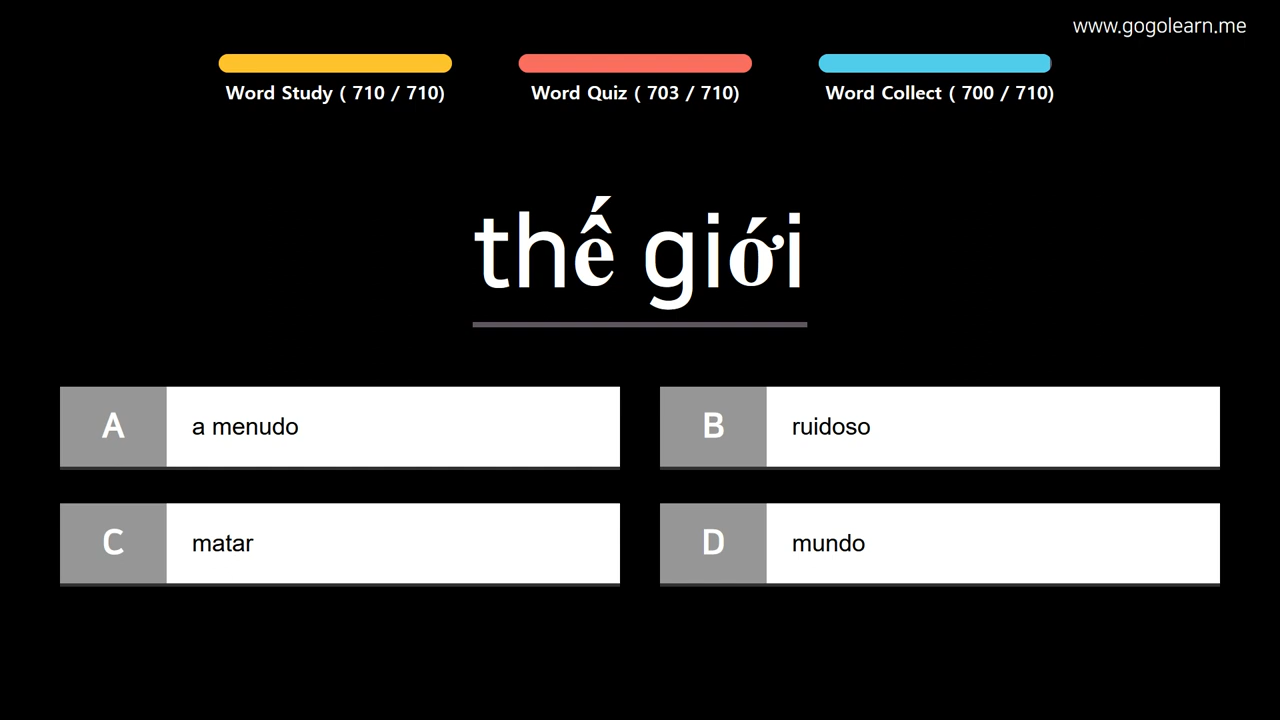 www.gogolearn.me
Word Study ( 710 / 710)
Word Quiz ( 703 / 710)
Word Collect ( 700 / 710)
thế giới
A a menudo
B ruidoso
C matar
D mundo